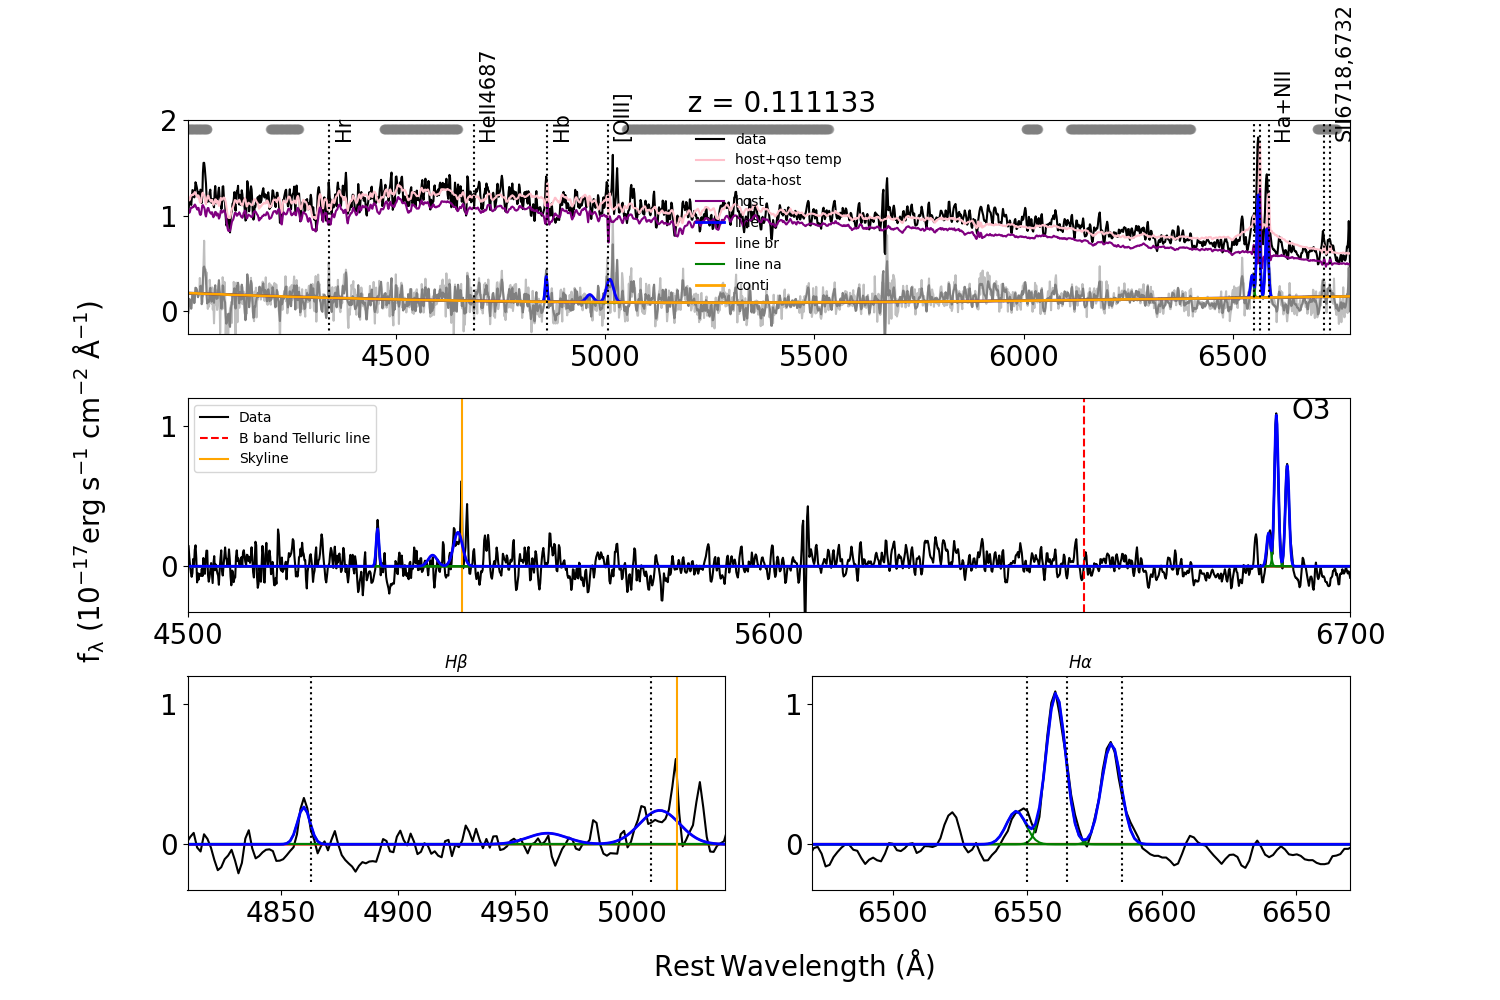 z = 0.111133
Hr
HeII4687
Hb
[OIII]
Ha+NII
SII6718,6732
2
1
0
data
host+qso temp
data-host
host
line
line br
line na
conti
4500
5000
5500
6000
6500
fλ (10⁻¹⁷erg s⁻¹ cm⁻² Å⁻¹)
1
0
Data
B band Telluric line
Skyline
O3
4500
5600
6700
Hβ
1
0
4850
4900
4950
5000
Hα
1
0
6500
6550
6600
6650
Rest Wavelength (Å)